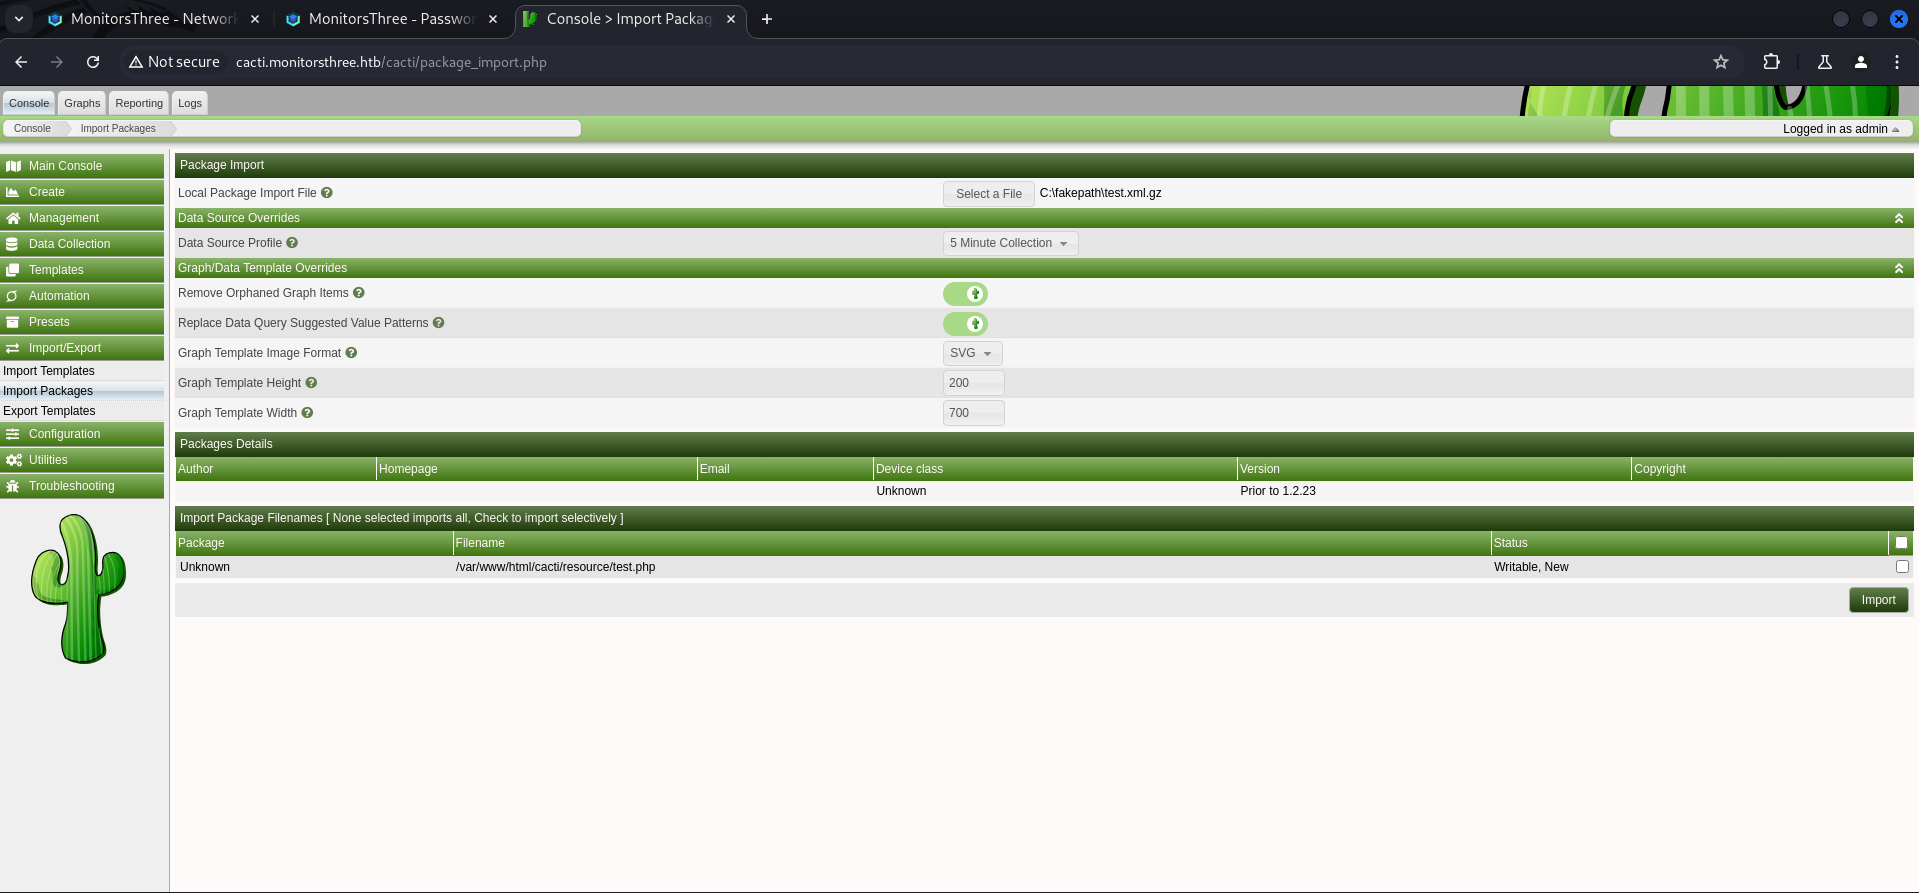 MonitorsThree - Network
MonitorsThree - Passwor
Console > Import Packag
Not secure
cacti.monitorsthree.htb/cacti/package_import.php
Console
Graphs
Reporting
Logs
Console
Import Packages
Logged in as admin
Main Console
Create
Management
Data Collection
Templates
Automation
Presets
Import/Export
Import Templates
Import Packages
Export Templates
Configuration
Utilities
Troubleshooting
Package Import
Local Package Import File
Select a File
C:\fakepath\test.xml.gz
Data Source Overrides
Data Source Profile
5 Minute Collection
Graph/Data Template Overrides
Remove Orphaned Graph Items
Replace Data Query Suggested Value Patterns
Graph Template Image Format
SVG
Graph Template Height
200
Graph Template Width
700
Packages Details
Author Homepage Email Device class Version Copyright
Unknown Prior to 1.2.23
Import Package Filenames [ None selected imports all, Check to import selectively ]
Package Filename Status
Unknown /var/www/html/cacti/resource/test.php Writable, New
Import